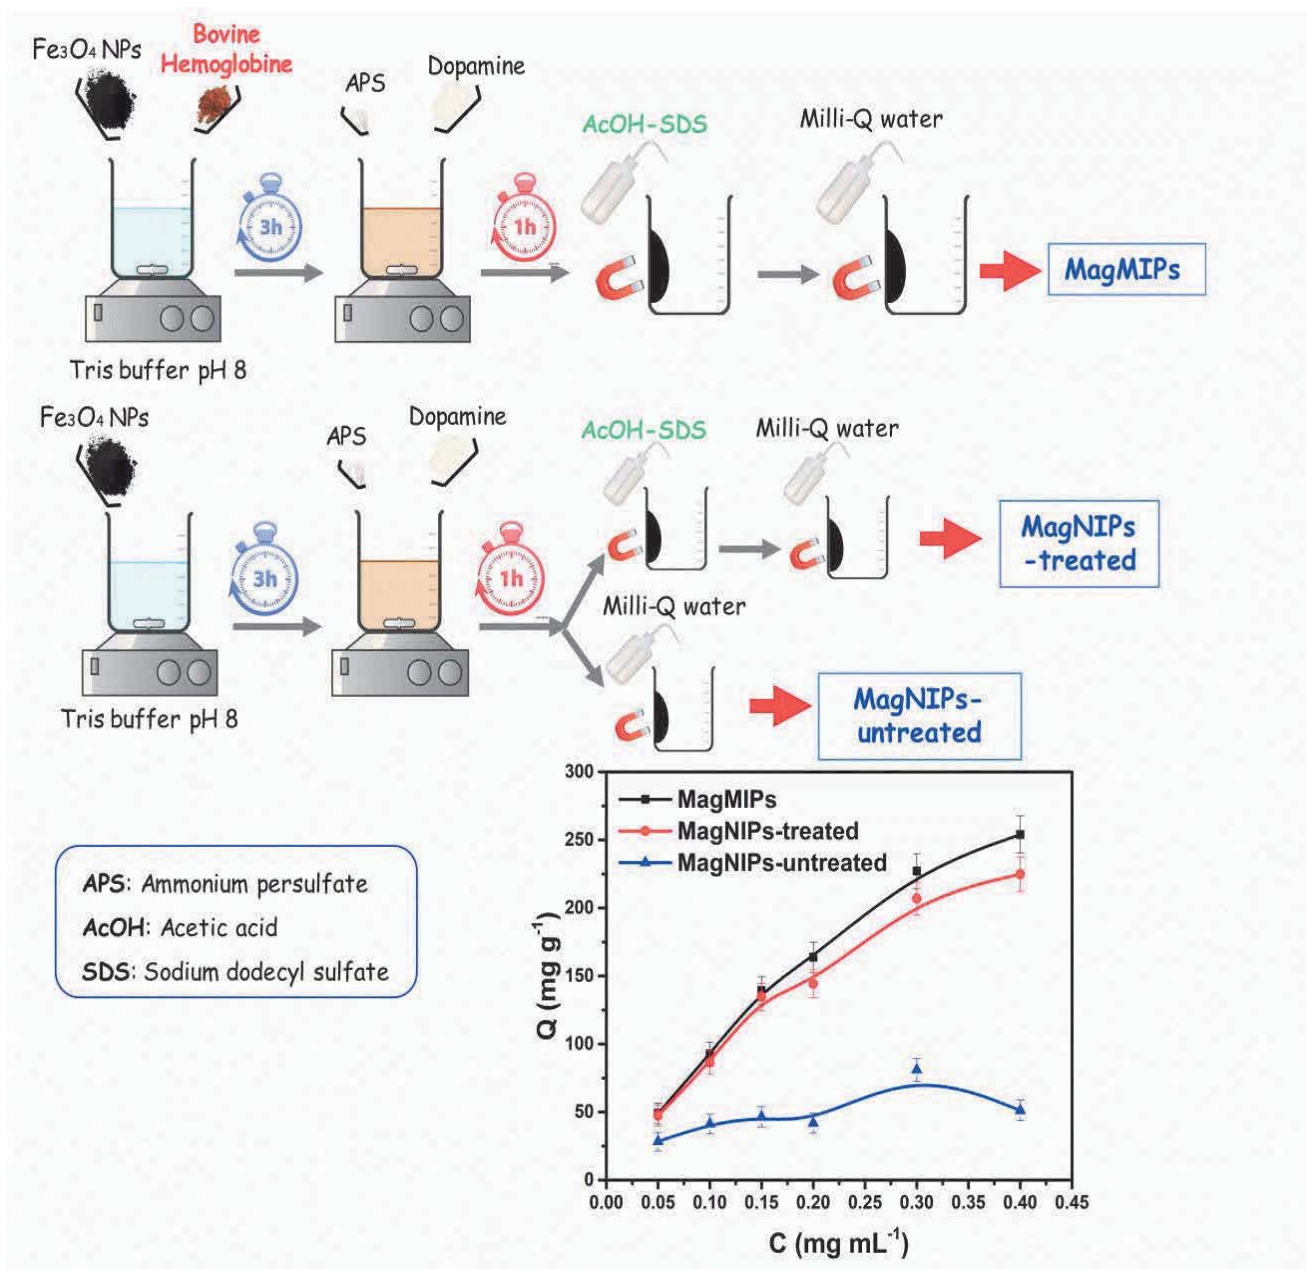 Fe3O4 NPs
Bovine
Hemoglobine
APS
Dopamine
AcOH-SDS
Milli-Q water
3h
1h
MagMIPs
Tris buffer pH 8
Fe3O4 NPs
APS
Dopamine
AcOH-SDS
Milli-Q water
3h
1h
MagNIPs
-treated
Milli-Q water
Tris buffer pH 8
MagNIPs-
untreated
APS: Ammonium persulfate
AcOH: Acetic acid
SDS: Sodium dodecyl sulfate
MagMIPs
MagNIPs-treated
MagNIPs-untreated
300
250
200
150
100
50
0
Q (mg g-1)
0.00 0.05 0.10 0.15 0.20 0.25 0.30 0.35 0.40 0.45
C (mg mL-1)